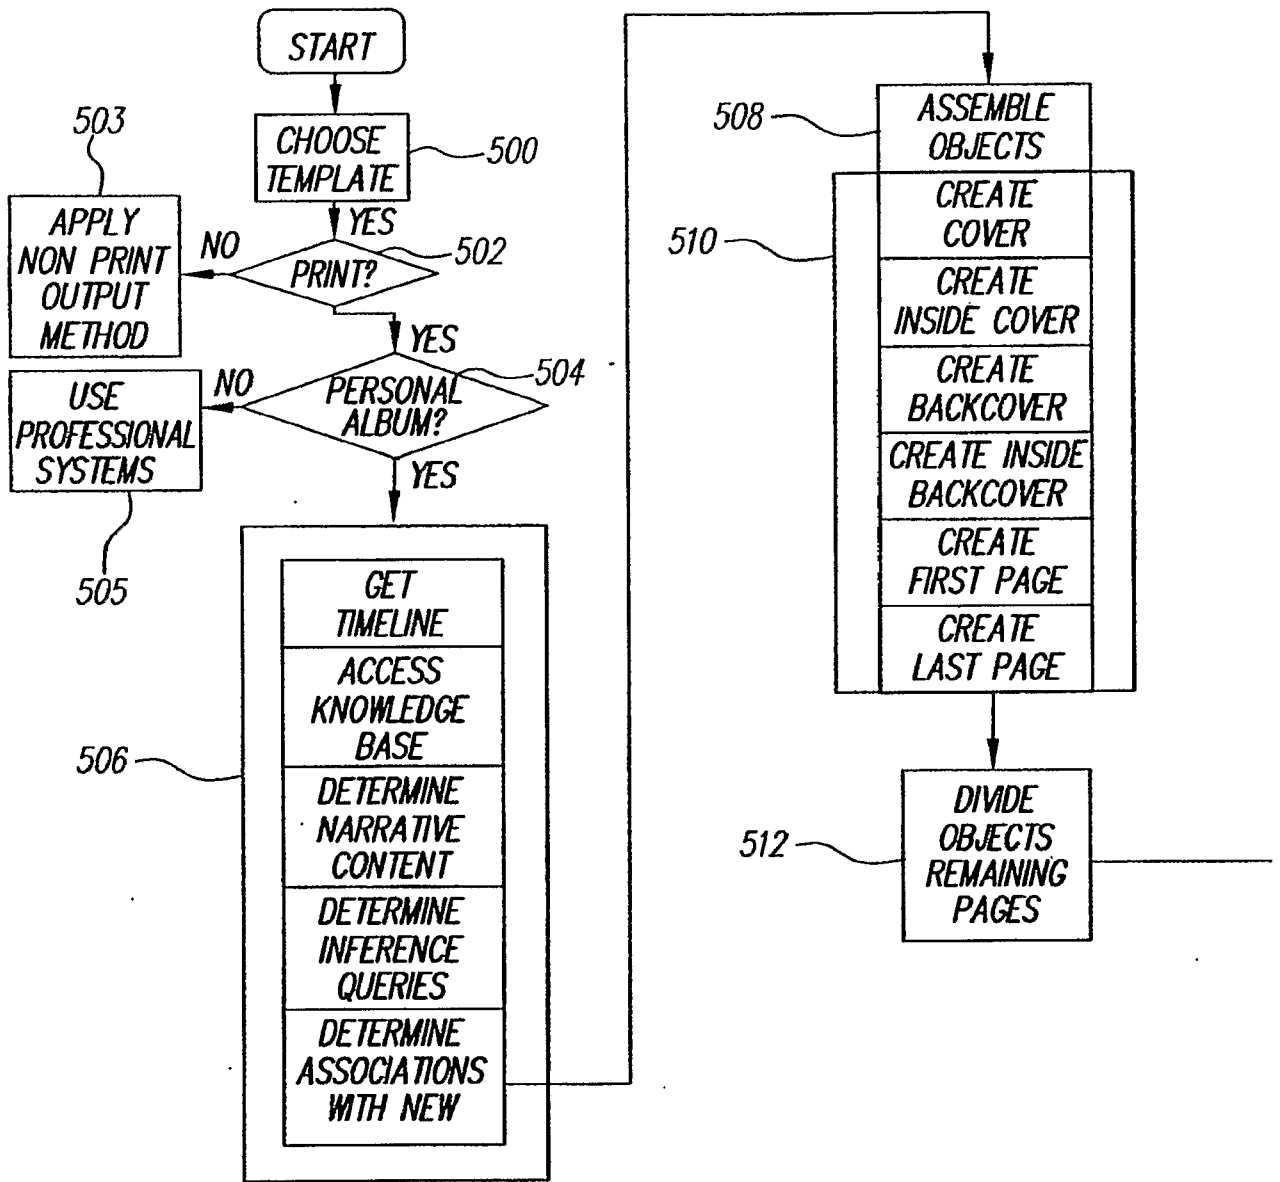 START
CHOOSE
TEMPLATE
500
503
YES
APPLY
NON PRINT
OUTPUT
METHOD
NO
PRINT?
502
YES
USE
PROFESSIONAL
SYSTEMS
505
NO
PERSONAL
ALBUM?
504
YES
506
GET
TIMELINE
ACCESS
KNOWLEDGE
BASE
DETERMINE
NARRATIVE
CONTENT
DETERMINE
INFERENCE
QUERIES
DETERMINE
ASSOCIATIONS
WITH NEW
508
ASSEMBLE
OBJECTS
510
CREATE
COVER
CREATE
INSIDE COVER
CREATE
BACKCOVER
CREATE INSIDE
BACKCOVER
CREATE
FIRST PAGE
CREATE
LAST PAGE
512
DIVIDE
OBJECTS
REMAINING
PAGES